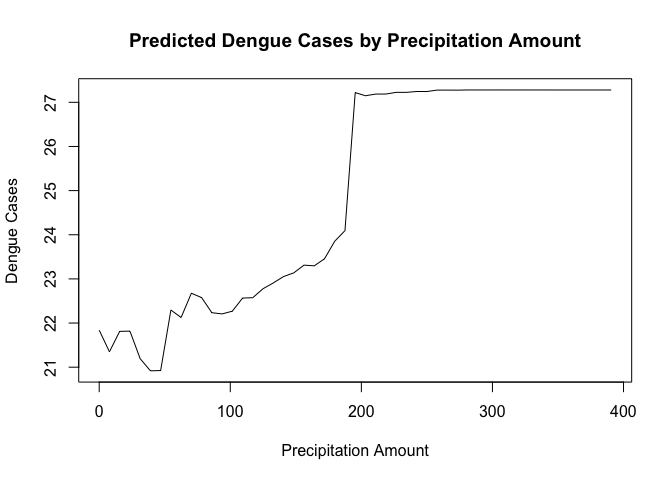 Predicted Dengue Cases by Precipitation Amount
27
26
25
24
23
22
21
Dengue Cases
0 100 200 300 400
Precipitation Amount